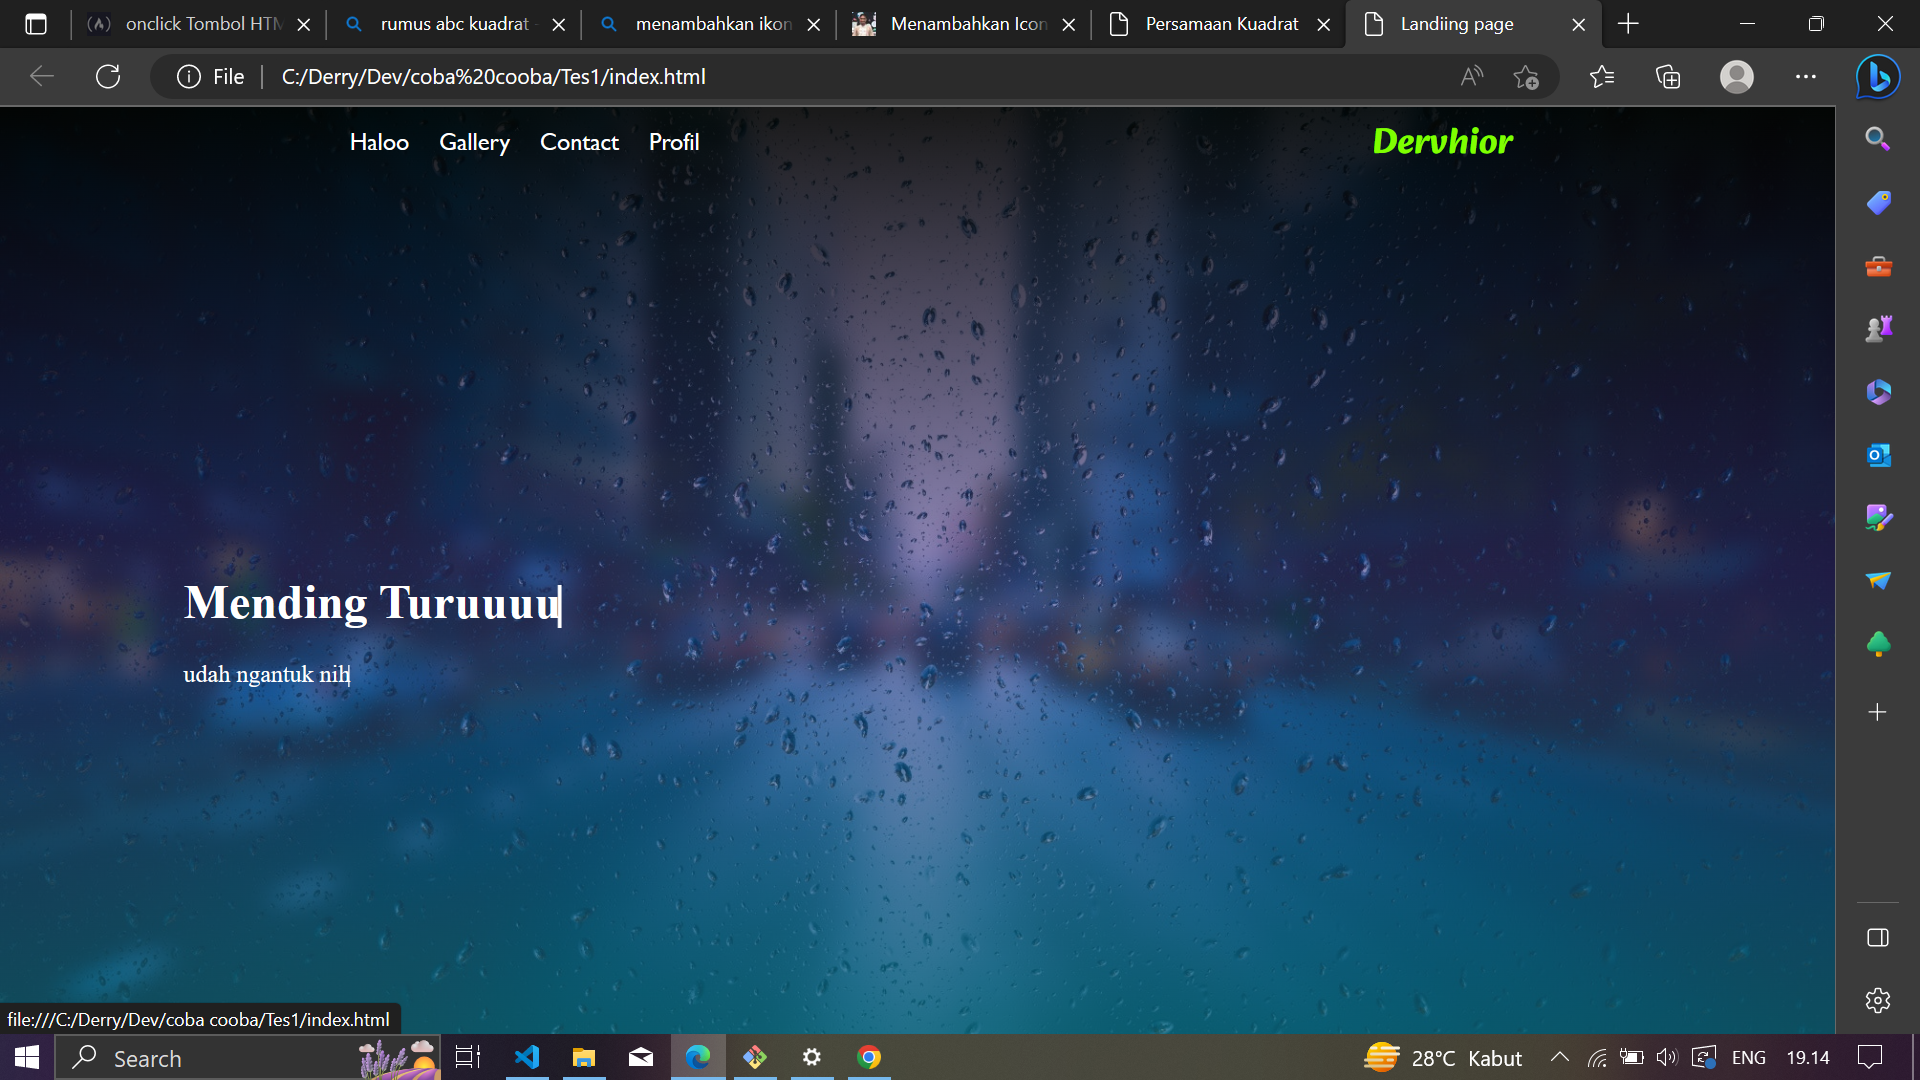 onclick Tombol HTM
rumus abc kuadrat
menambahkan ikon
Menambahkan Icon
Persamaan Kuadrat
Landiing page
File
C:/Derry/Dev/coba%20cooba/Tes1/index.html
Haloo Gallery Contact Profil
Dervhior
Mending Turuuuu
udah ngantuk nih
file:///C:/Derry/Dev/coba cooba/Tes1/index.html
Search
28°C Kabut
ENG
19.14